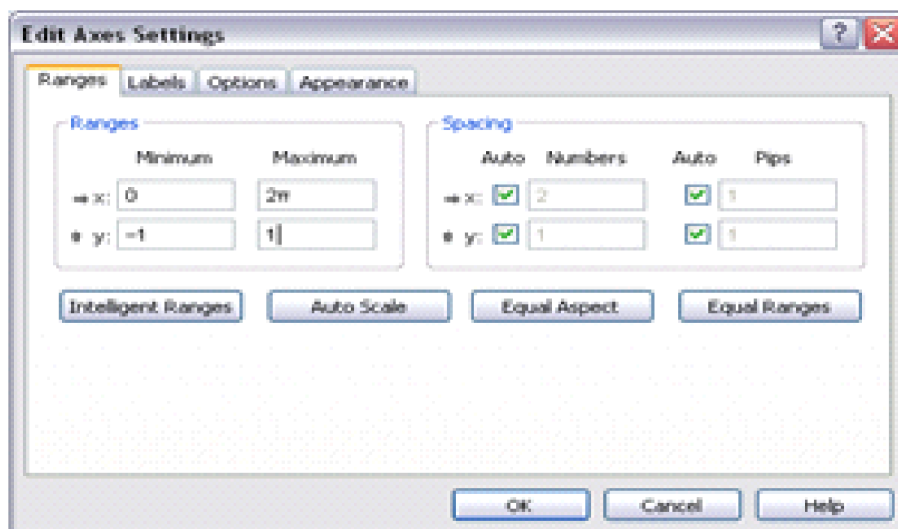 Edit Axes Settings
Ranges Labels Options Appearance
Ranges Spacing
Minimum Maximum Auto Numbers Auto Pips
x: 0 2π x: 2 1
y: -1 1 y: 1 1
Intelligent Ranges Auto Scale Equal Aspect Equal Ranges
OK Cancel Help